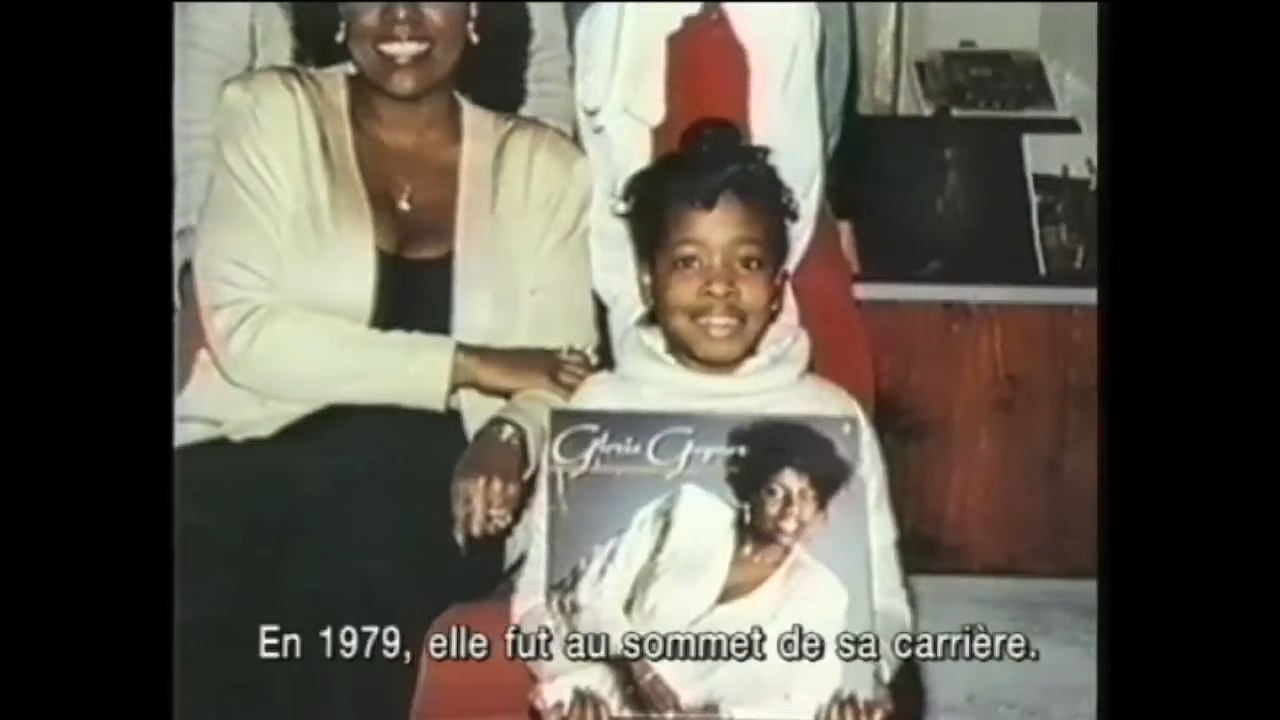 Gloria Gaynor
En 1979, elle fut au sommet de sa carrière.